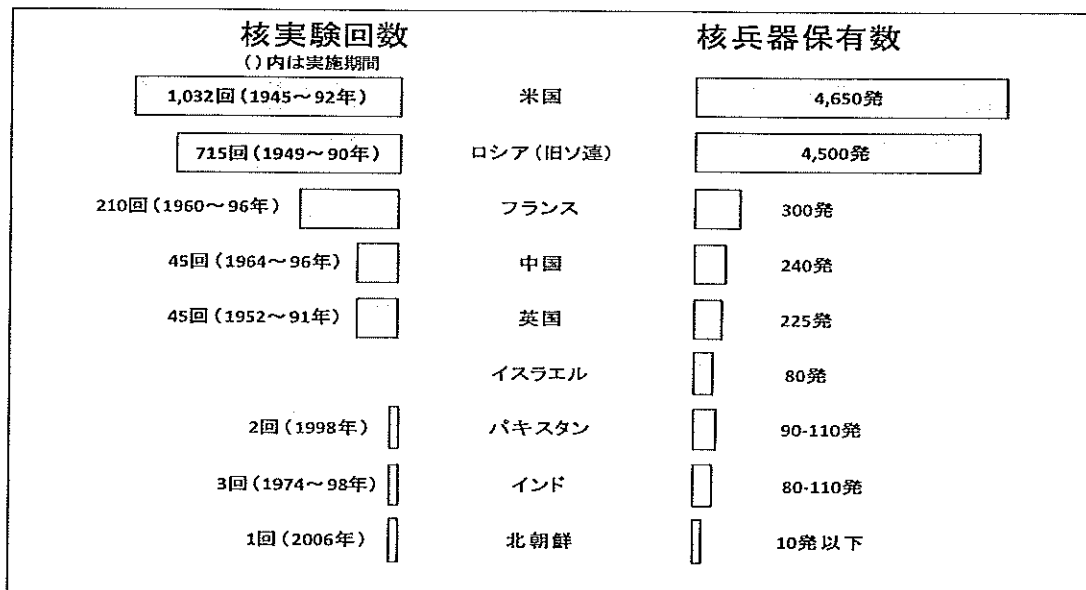 核実験回数
()内は実施期間
核兵器保有数
1,032回(1945~92年)
米国
4,650発
715回(1949~90年)
ロシア(旧ソ連)
4,500発
210回(1960~96年)
フランス
300発
45回(1964~96年)
中国
240発
45回(1952~91年)
英国
225発
イスラエル
80発
2回(1998年)
パキスタン
90-110発
3回(1974~98年)
インド
80-110発
1回(2006年)
北朝鮮
10発以下